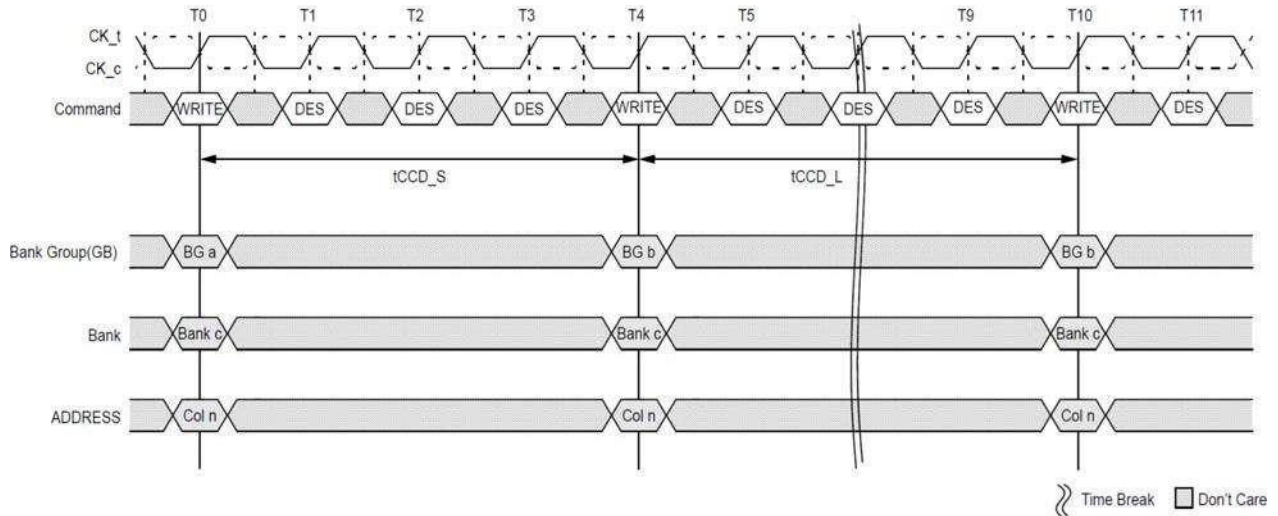 T0 T1 T2 T3 T4 T5 T9 T10 T11
CK_t
CK_c
Command WRITE DES DES DES WRITE DES DES DES WRITE DES
tCCD_S tCCD_L
Bank Group(GB) BG a BG b BG b
Bank Bank c Bank c Bank c
ADDRESS Col n Col n Col n
Time Break Don't Care